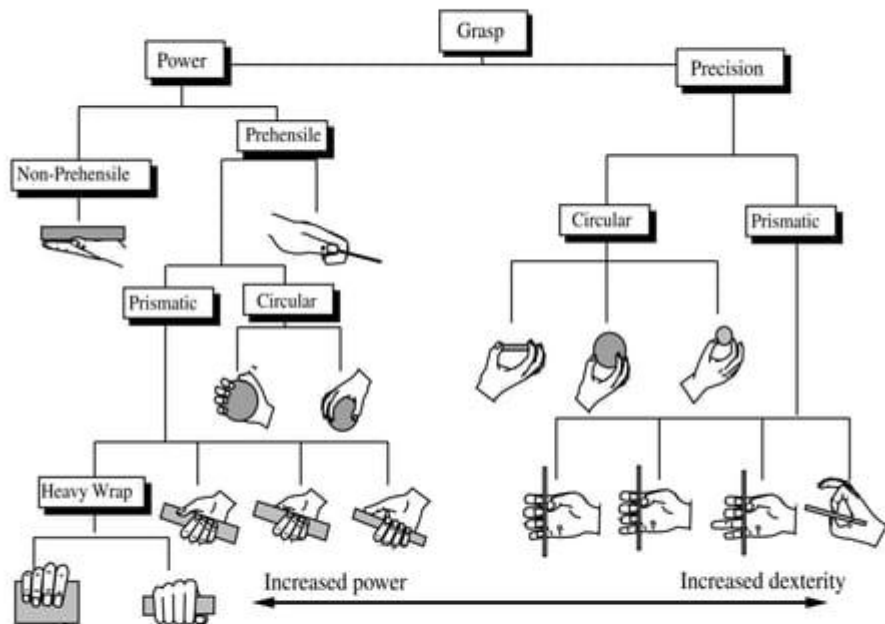 Grasp
Power
Precision
Prehensile
Non-Prehensile
Circular
Prismatic
Prismatic
Circular
Heavy Wrap
Increased power
Increased dexterity